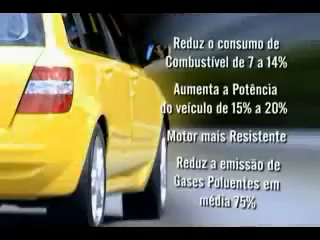 Reduz o consumo de
Combustível de 7 a 14%
Aumenta a Potência
do veículo de 15% a 20%
Motor mais Resistente
Reduz a emissão de
Gases Poluentes em
média 75%